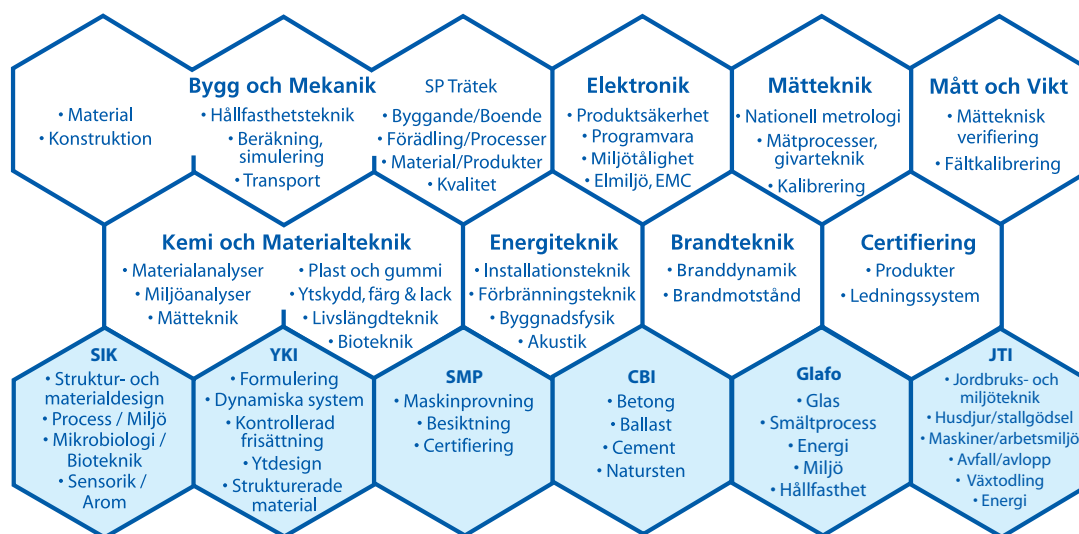 Bygg och Mekanik
• Material
• Konstruktion
• Hållfasthetsteknik
• Beräkning,
simulering
• Transport
SP Trätek
• Byggande/Boende
• Förädling/Processer
• Material/Produkter
• Kvalitet
Elektronik
• Produktsäkerhet
• Programvara
• Miljötålighet
• Elmiljö, EMC
Mätteknik
• Nationell metrologi
• Mätprocesser,
givarteknik
• Kalibrering
Mått och Vikt
• Mätteknisk
verifiering
• Fältkalibrering
Kemi och Materialteknik
• Materialanalyser
• Miljöanalyser
• Mätteknik
• Plast och gummi
• Ytskydd, färg & lack
• Livslängdteknik
• Bioteknik
Energiteknik
• Installationsteknik
• Förbränningsteknik
• Byggnadsfysik
• Akustik
Brandteknik
• Branddynamik
• Brandmotstånd
Certifiering
• Produkter
• Ledningssystem
SIK
• Struktur- och
materialdesign
• Process / Miljö
• Mikrobiologi /
Bioteknik
• Sensorik /
Arom
YKI
• Formulering
• Dynamiska system
• Kontrollerad
frisättning
• Ytdesign
• Strukturerade
material
SMP
• Maskinprovning
• Besiktning
• Certifiering
CBI
• Betong
• Ballast
• Cement
• Natursten
Glafo
• Glas
• Smältprocess
• Energi
• Miljö
• Hållfasthet
JTI
• Jordbruks- och
miljöteknik
• Husdjur/stallgödsel
• Maskiner/arbetsmiljö
• Avfall/avlopp
• Växtodling
• Energi